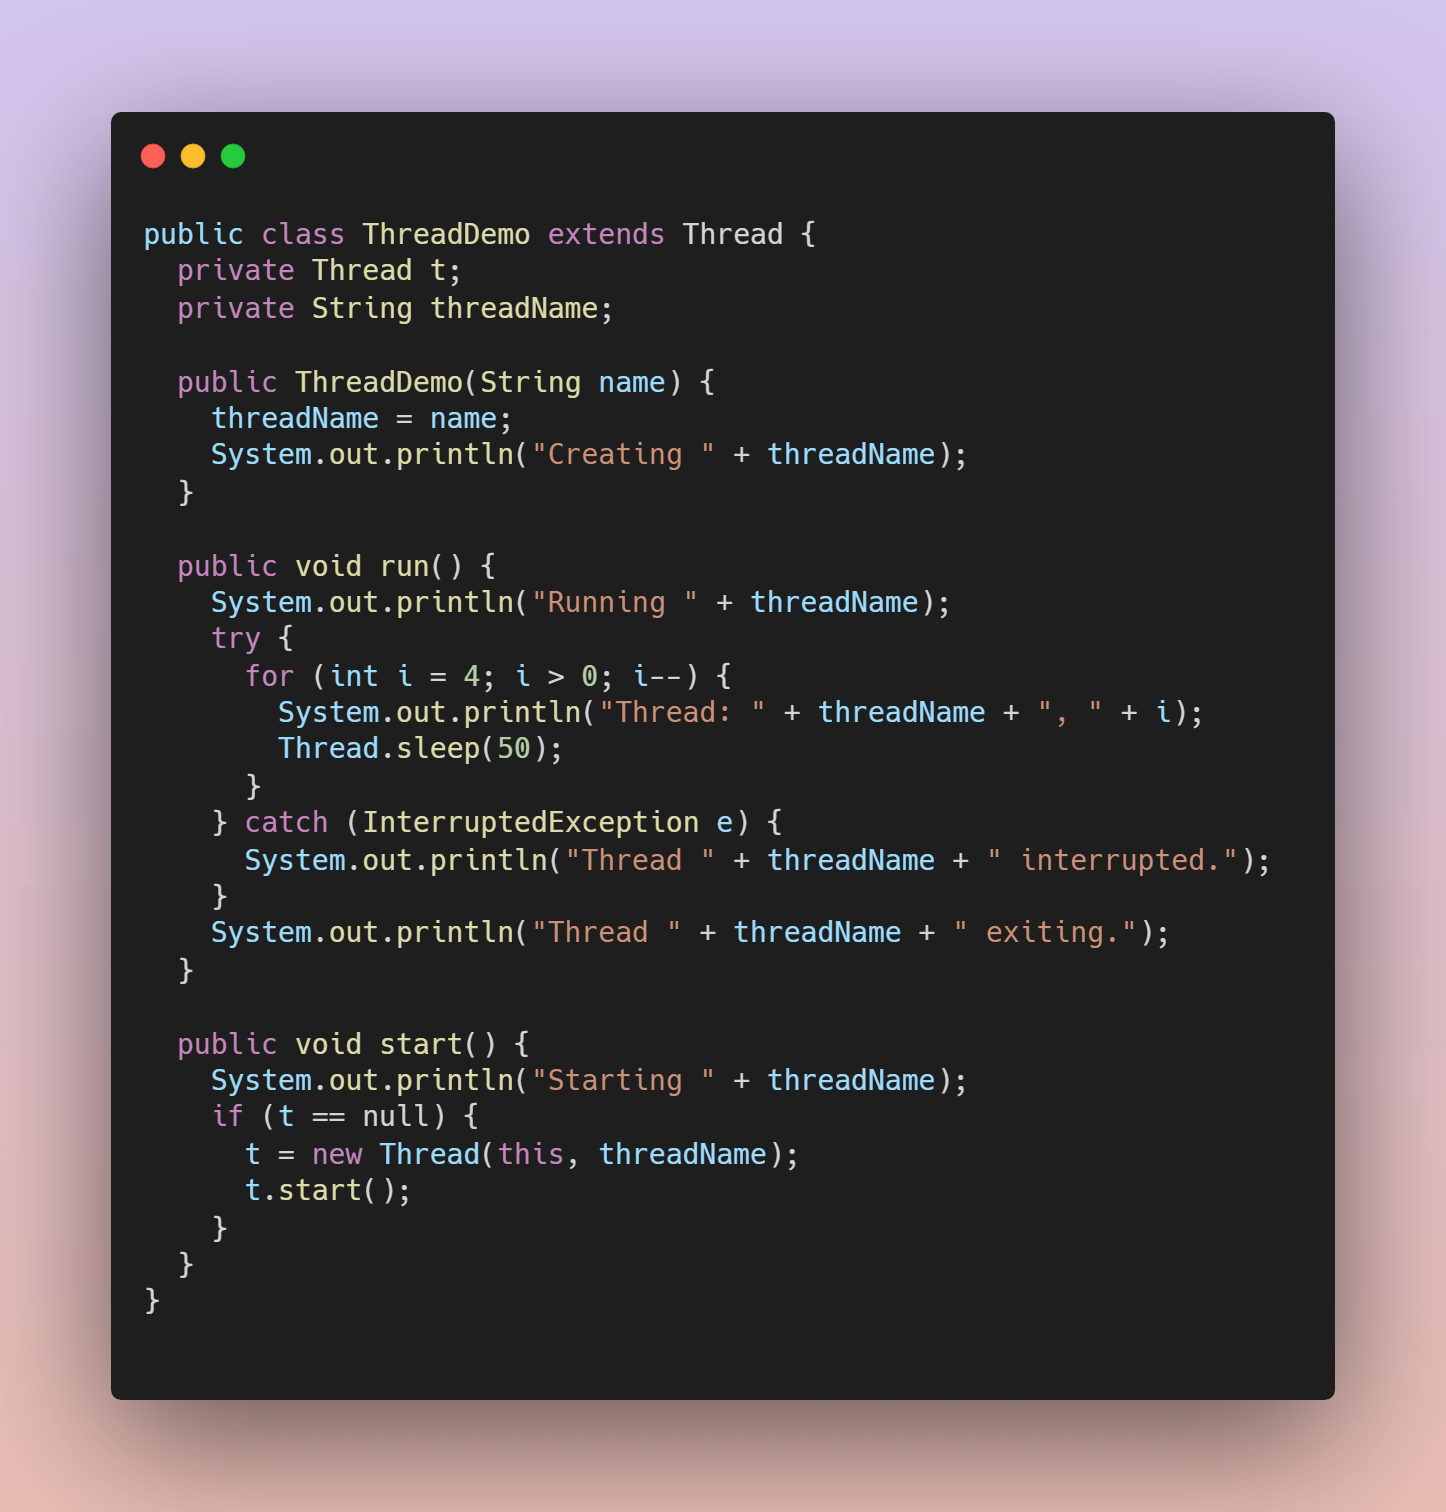 public class ThreadDemo extends Thread {
  private Thread t;
  private String threadName;

  public ThreadDemo(String name) {
    threadName = name;
    System.out.println("Creating " + threadName);
  }

  public void run() {
    System.out.println("Running " + threadName);
    try {
      for (int i = 4; i > 0; i--) {
        System.out.println("Thread: " + threadName + ", " + i);
        Thread.sleep(50);
      }
    } catch (InterruptedException e) {
      System.out.println("Thread " + threadName + " interrupted.");
    }
    System.out.println("Thread " + threadName + " exiting.");
  }

  public void start() {
    System.out.println("Starting " + threadName);
    if (t == null) {
      t = new Thread(this, threadName);
      t.start();
    }
  }
}